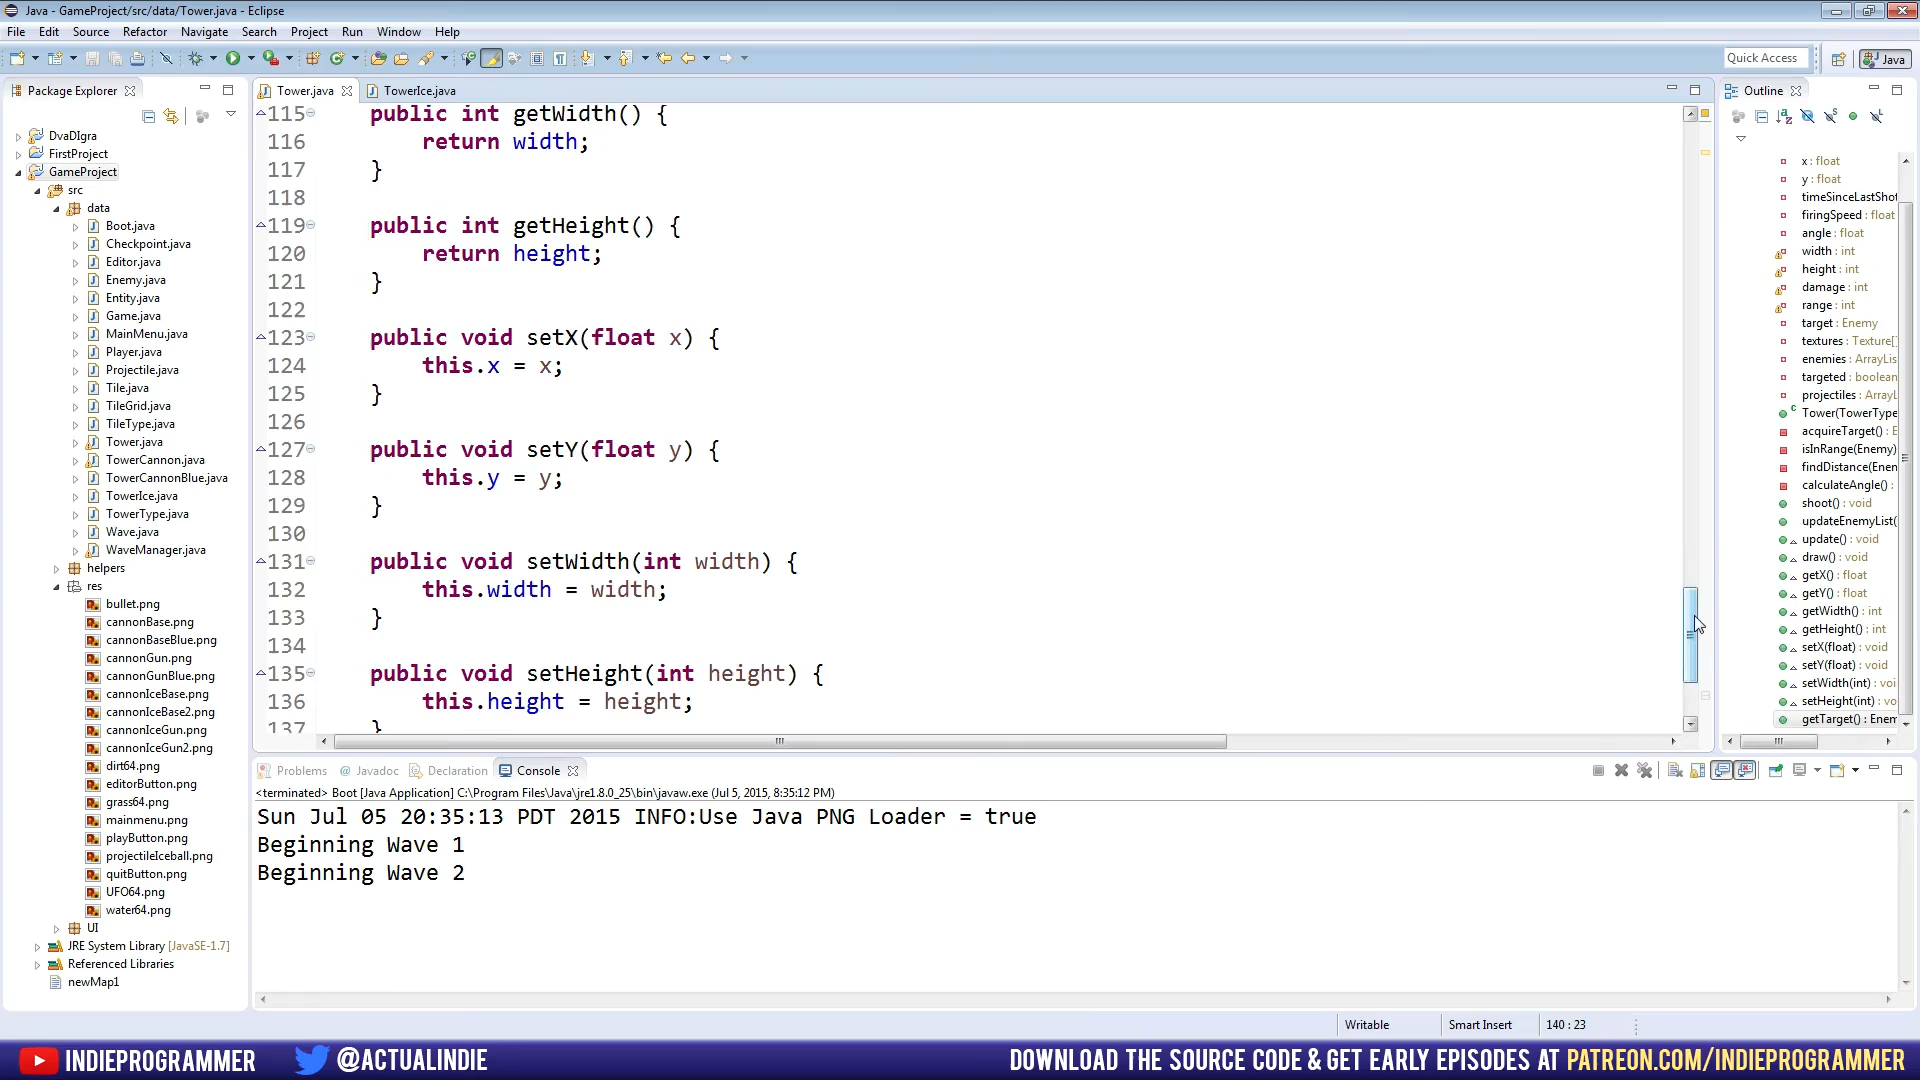 Java - GameProject/src/data/Tower.java - Eclipse
File Edit Source Refactor Navigate Search Project Run Window Help
Quick Access
Java
Package Explorer
DvaDIgra
FirstProject
GameProject
src
data
Boot.java
Checkpoint.java
Editor.java
Enemy.java
Entity.java
Game.java
MainMenu.java
Player.java
Projectile.java
Tile.java
TileGrid.java
TileType.java
Tower.java
TowerCannon.java
TowerCannonBlue.java
TowerIce.java
TowerType.java
Wave.java
WaveManager.java
helpers
res
bullet.png
cannonBase.png
cannonBaseBlue.png
cannonGun.png
cannonGunBlue.png
cannonIceBase.png
cannonIceBase2.png
cannonIceGun.png
cannonIceGun2.png
dirt64.png
editorButton.png
grass64.png
mainmenu.png
playButton.png
projectileIceball.png
quitButton.png
UFO64.png
water64.png
UI
JRE System Library [JavaSE-1.7]
Referenced Libraries
newMap1
Tower.java TowerIce.java
115 public int getWidth() {
116 return width;
117 }
118
119 public int getHeight() {
120 return height;
121 }
122
123 public void setX(float x) {
124 this.x = x;
125 }
126
127 public void setY(float y) {
128 this.y = y;
129 }
130
131 public void setWidth(int width) {
132 this.width = width;
133 }
134
135 public void setHeight(int height) {
136 this.height = height;
137 }
Outline
x : float
y : float
timeSinceLastShot
firingSpeed : float
angle : float
width : int
height : int
damage : int
range : int
target : Enemy
textures : Texture[]
enemies : ArrayLis
targeted : boolean
projectiles : ArrayL
Tower(TowerType
acquireTarget() : E
isInRange(Enemy)
findDistance(Enen
calculateAngle() :
shoot() : void
updateEnemyList(
update() : void
draw() : void
getX() : float
getY() : float
getWidth() : int
getHeight() : int
setX(float) : void
setY(float) : void
setWidth(int) : voi
setHeight(int) : vo
getTarget() : Enem
Problems @ Javadoc Declaration Console
<terminated> Boot [Java Application] C:\Program Files\Java\jre1.8.0_25\bin\javaw.exe (Jul 5, 2015, 8:35:12 PM)
Sun Jul 05 20:35:13 PDT 2015 INFO:Use Java PNG Loader = true
Beginning Wave 1
Beginning Wave 2
Writable Smart Insert 140 : 23
INDIEPROGRAMMER @ACTUALINDIE DOWNLOAD THE SOURCE CODE & GET EARLY EPISODES AT PATREON.COM/INDIEPROGRAMMER